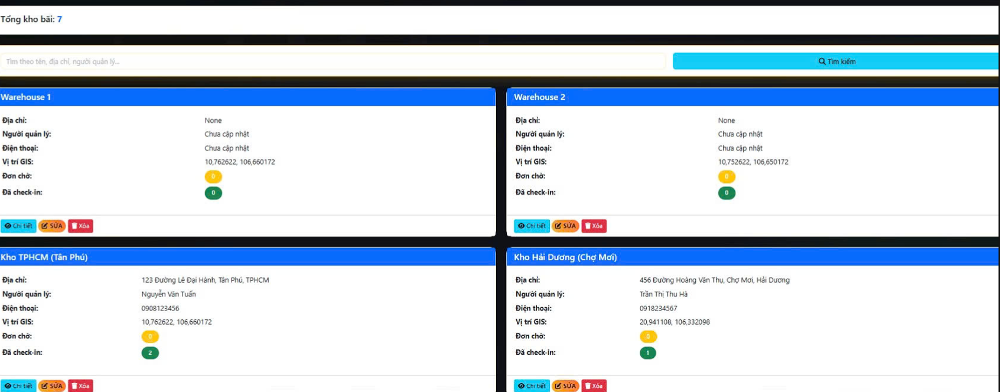 Tổng kho bãi: 7
Tìm theo tên, địa chỉ, người quản lý...
Tìm kiếm
Warehouse 1
Địa chỉ: None
Người quản lý: Chưa cập nhật
Điện thoại: Chưa cập nhật
Vị trí GIS: 10,762622, 106,660172
Đơn chờ: 0
Đã check-in: 0
Chi tiết SỬA Xóa
Warehouse 2
Địa chỉ: None
Người quản lý: Chưa cập nhật
Điện thoại: Chưa cập nhật
Vị trí GIS: 10,752622, 106,650172
Đơn chờ: 0
Đã check-in: 0
Chi tiết SỬA Xóa
Kho TPHCM (Tân Phú)
Địa chỉ: 123 Đường Lê Đại Hành, Tân Phú, TPHCM
Người quản lý: Nguyễn Văn Tuấn
Điện thoại: 0908123456
Vị trí GIS: 10,762622, 106,660172
Đơn chờ: 0
Đã check-in: 2
Chi tiết SỬA Xóa
Kho Hải Dương (Chợ Mơi)
Địa chỉ: 456 Đường Hoàng Văn Thụ, Chợ Mơi, Hải Dương
Người quản lý: Trần Thị Thu Hà
Điện thoại: 0918234567
Vị trí GIS: 20,941108, 106,332098
Đơn chờ: 0
Đã check-in: 1
Chi tiết SỬA Xóa